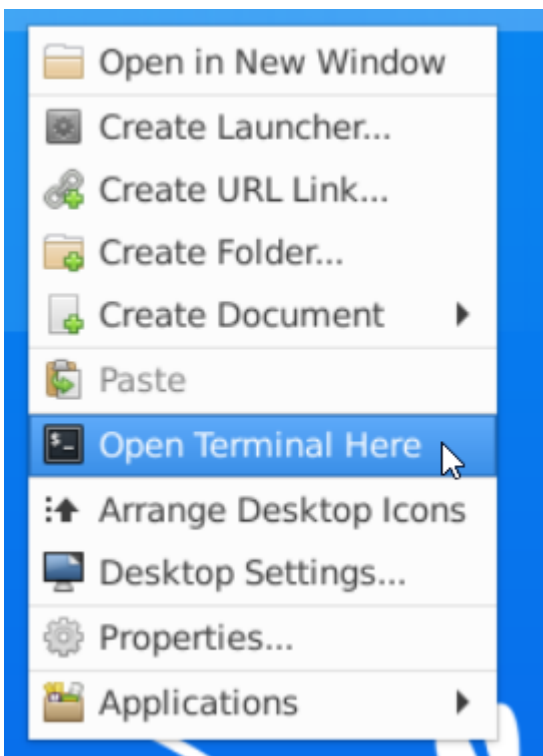 Open in New Window
Create Launcher...
Create URL Link...
Create Folder...
Create Document
Paste
$-
Open Terminal Here
Arrange Desktop Icons
Desktop Settings...
Properties...
Applications